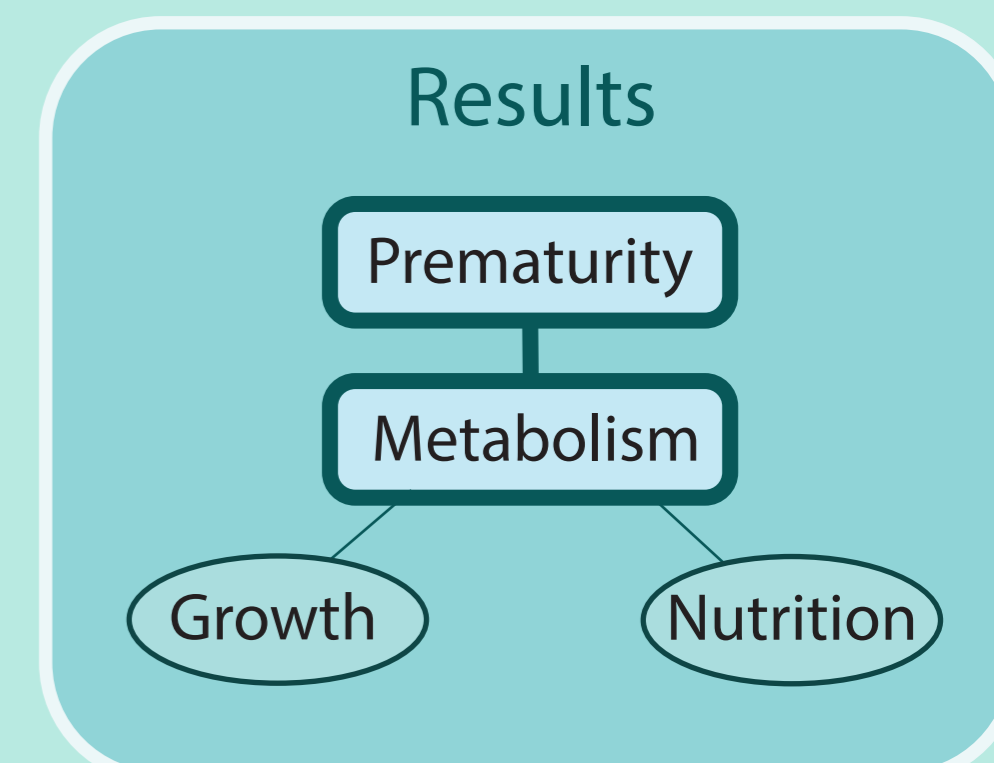 Results
Prematurity
Metabolism
Growth
Nutrition